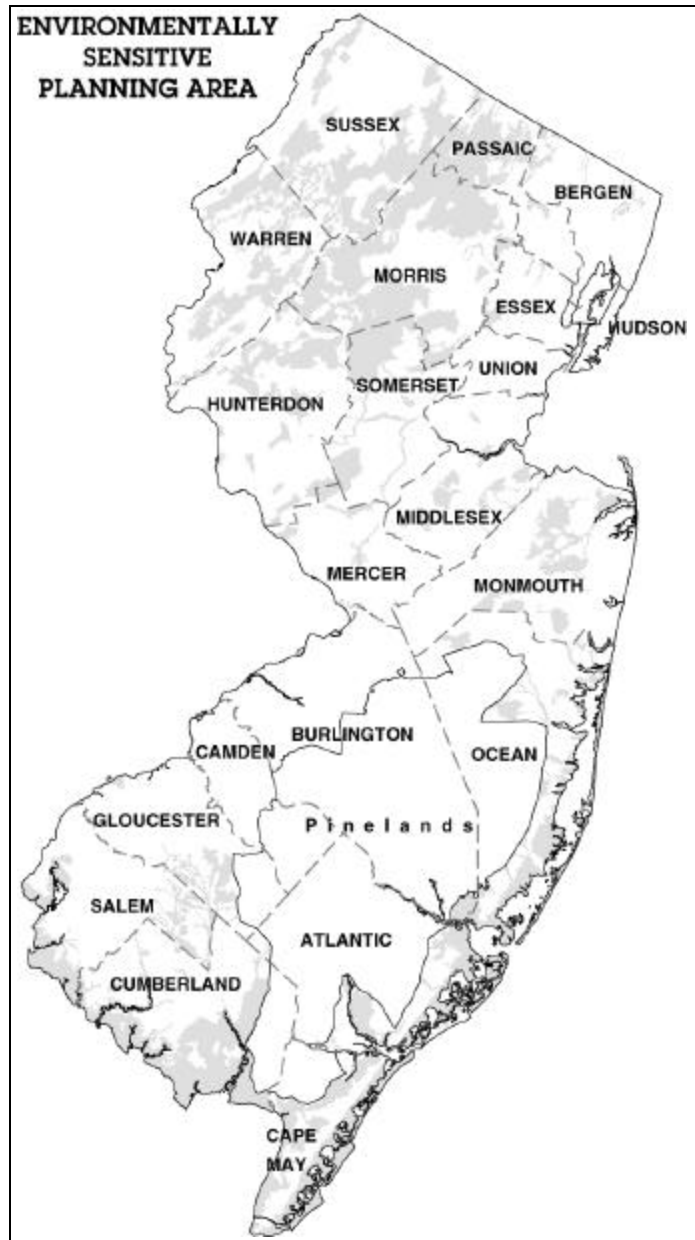 ENVIRONMENTALLY
SENSITIVE
PLANNING AREA
SUSSEX
PASSAIC
BERGEN
WARREN
MORRIS
ESSEX
HUDSON
UNION
SOMERSET
HUNTERDON
MIDDLESEX
MERCER
MONMOUTH
BURLINGTON
CAMDEN
OCEAN
GLOUCESTER
Pinelands
SALEM
ATLANTIC
CUMBERLAND
CAPE
MAY